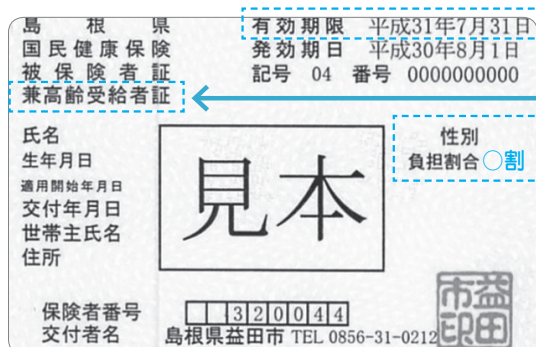 島根県 有効期限 平成31年7月31日
国民健康保険 発効期日 平成30年8月1日
被保険者証 記号 04 番号 0000000000
兼高齢受給者証
氏名 性別
生年月日 負担割合○割
適用開始年月日
交付年月日
世帯主氏名
住所
見本
保険者番号 320044
交付者名 島根県益田市 TEL 0856-31-0212
益田市印